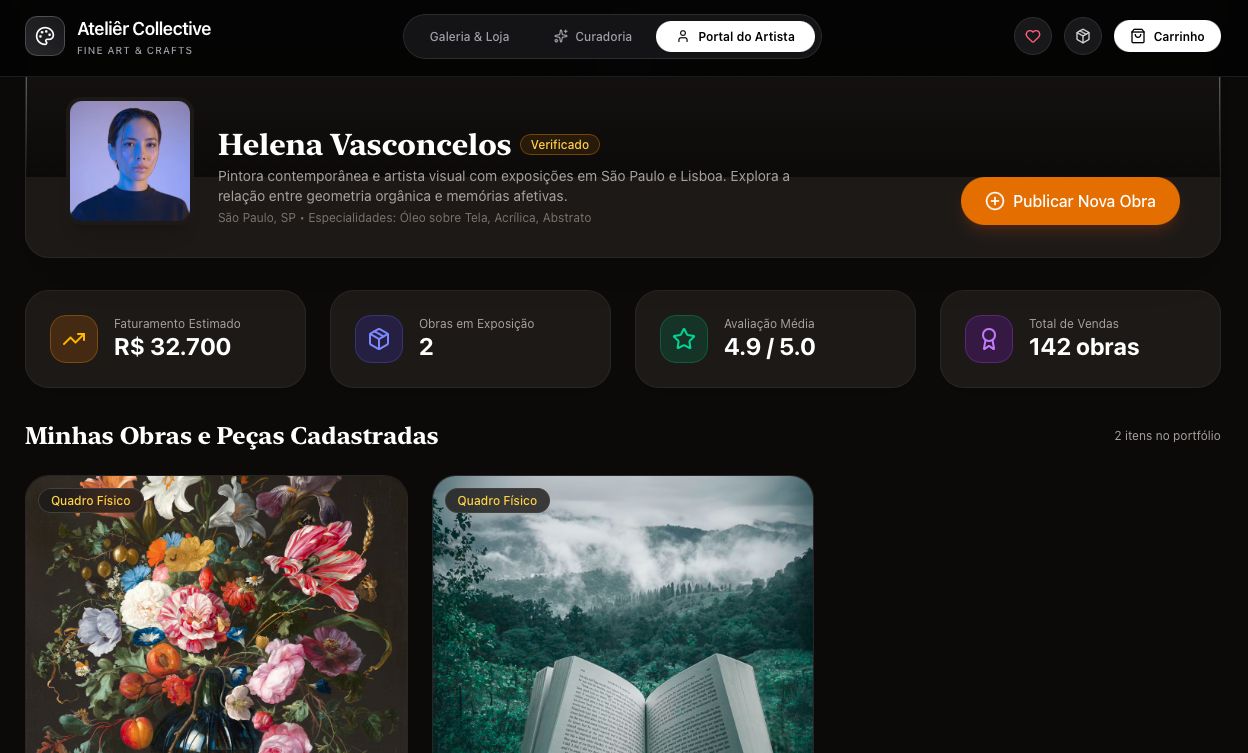 Ateliêr Collective
FINE ART & CRAFTS
Galeria & Loja
Curadoria
Portal do Artista
Carrinho
Helena Vasconcelos
Verificado
Pintora contemporânea e artista visual com exposições em São Paulo e Lisboa. Explora a
relação entre geometria orgânica e memórias afetivas.
São Paulo, SP • Especialidades: Óleo sobre Tela, Acrílica, Abstrato
Publicar Nova Obra
Faturamento Estimado
R$ 32.700
Obras em Exposição
2
Avaliação Média
4.9 / 5.0
Total de Vendas
142 obras
Minhas Obras e Peças Cadastradas
2 itens no portfólio
Quadro Físico
Quadro Físico